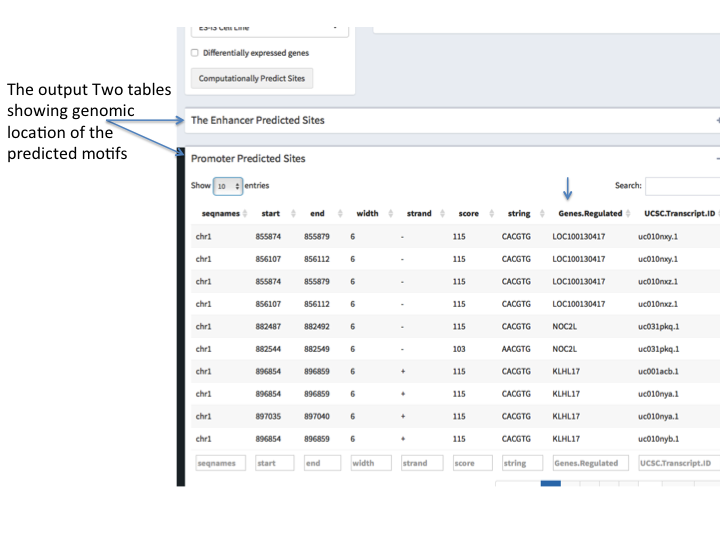 ES-IS Cell Line
Differentially expressed genes
Computationally Predict Sites
The output Two tables
showing genomic
location of the
predicted motifs
The Enhancer Predicted Sites +
Promoter Predicted Sites -
Show 10 entries Search:
seqnames start end width strand score string Genes.Regulated UCSC.Transcript.ID
chr1 855874 855879 6 - 115 CACGTG LOC100130417 uc010nxy.1
chr1 856107 856112 6 - 115 CACGTG LOC100130417 uc010nxy.1
chr1 855874 855879 6 - 115 CACGTG LOC100130417 uc010nxz.1
chr1 856107 856112 6 - 115 CACGTG LOC100130417 uc010nxz.1
chr1 882487 882492 6 - 115 CACGTG NOC2L uc031pkq.1
chr1 882544 882549 6 - 103 AACGTG NOC2L uc031pkq.1
chr1 896854 896859 6 + 115 CACGTG KLHL17 uc001acb.1
chr1 896854 896859 6 + 115 CACGTG KLHL17 uc010nya.1
chr1 897035 897040 6 + 115 CACGTG KLHL17 uc010nya.1
chr1 896854 896859 6 + 115 CACGTG KLHL17 uc010nyb.1
seqnames start end width strand score string Genes.Regulated UCSC.Transcript.ID